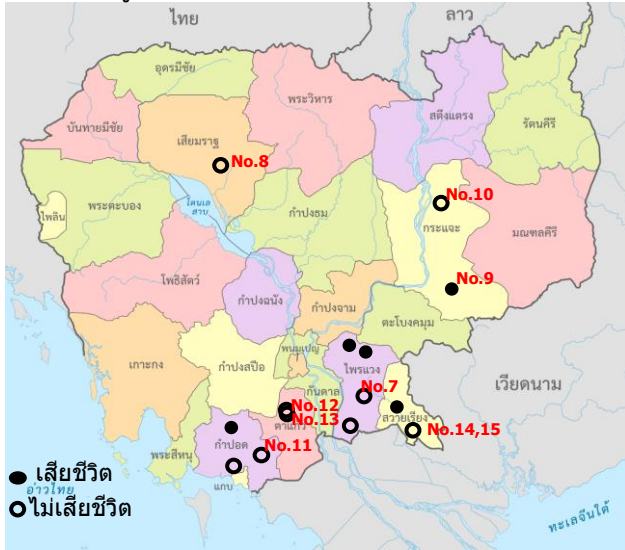 ไทย
ลาว
อุดรมีชัย
พระวิหาร
สตึงแตรง
รัตนคีรี
บันทายมีชัย
เสียมราฐ
No.8
No.10
ไพลิน
พระตะบอง
โตนเล
สาบ
กำปงธม
กระแจะ
มณฑลคีรี
โพธิสัตว์
กำปงฉนัง
กำปงจาม
No.9
ตะโบงคมุม
เกาะกง
กำปงสปือ
พนมเปญ
ไพรแวง
เวียดนาม
กันดาล
No.7
สวายเรียง
No.12
ตาแก้ว
No.13
No.14,15
พระสีหนุ
กำปอด
No.11
แกบ
เสียชีวิต
อ่าวไทย
ไม่เสียชีวิต
ทะเลจีนใต้